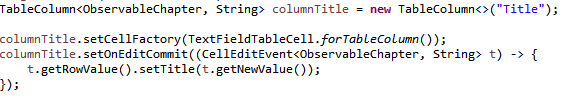 TableColumn<ObservableChapter, String> columnTitle = new TableColumn<>("Title");
columnTitle.setCellFactory(TextFieldTableCell.forTableColumn());
columnTitle.setOnEditCommit((CellEditEvent<ObservableChapter, String> t) -> {
t.getRowValue().setTitle(t.getNewValue());
});